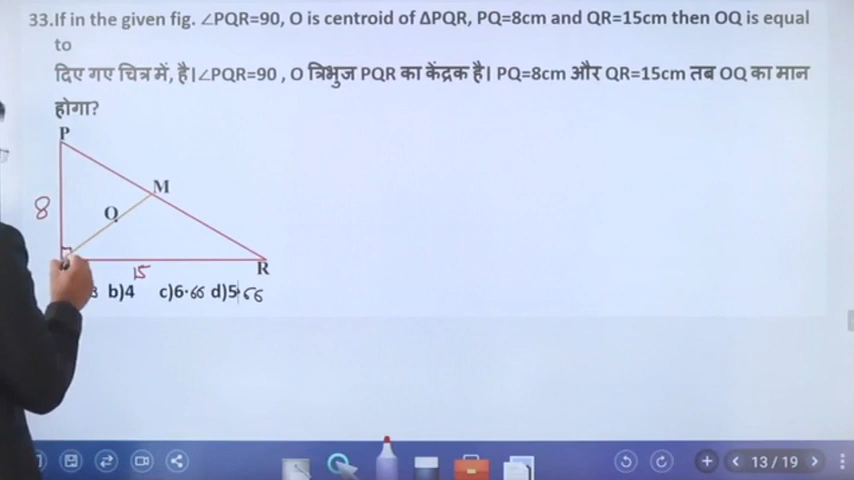 33.If in the given fig. ∠PQR=90, O is centroid of ΔPQR, PQ=8cm and QR=15cm then OQ is equal
to
दिए गए चित्र में, है।∠PQR=90 , O त्रिभुज PQR का केंद्रक है। PQ=8cm और QR=15cm तब OQ का मान
होगा?
P
M
8
O
15
R
b)4 c)6.66 d)5.66
13 / 19